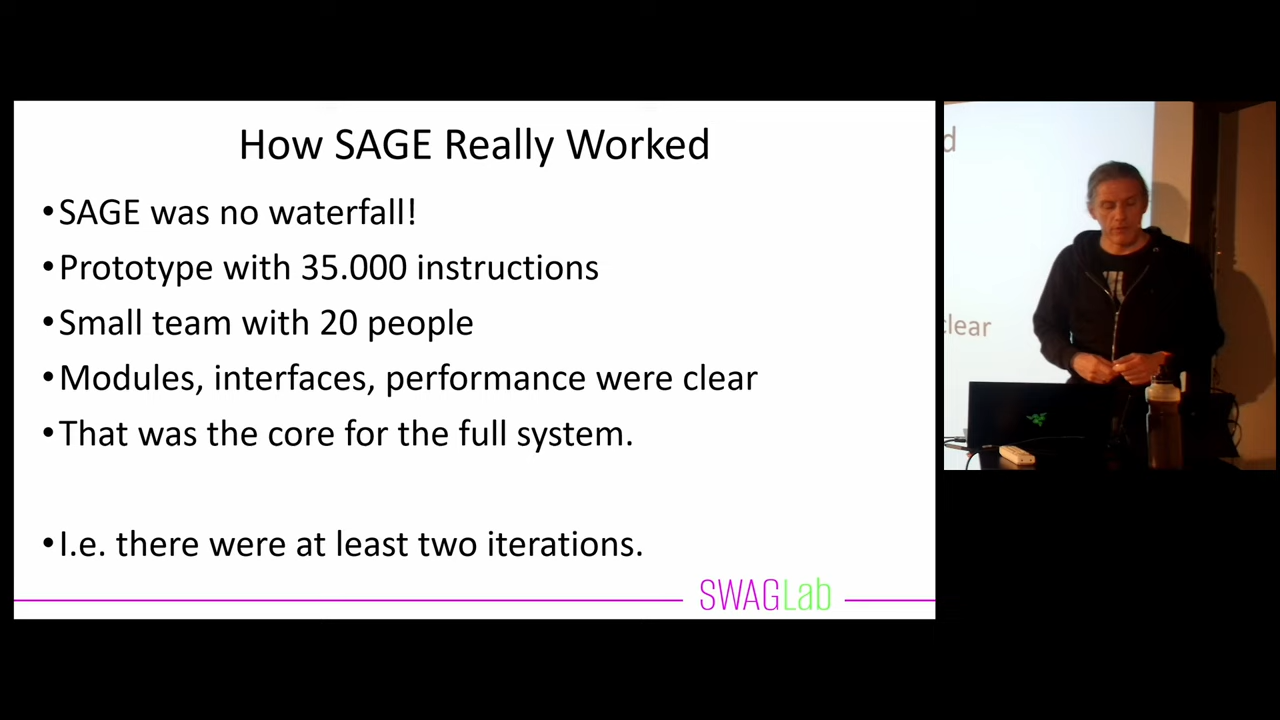 How SAGE Really Worked
•SAGE was no waterfall!
•Prototype with 35.000 instructions
•Small team with 20 people
•Modules, interfaces, performance were clear
•That was the core for the full system.
•I.e. there were at least two iterations.
SWAGLab
d
clear